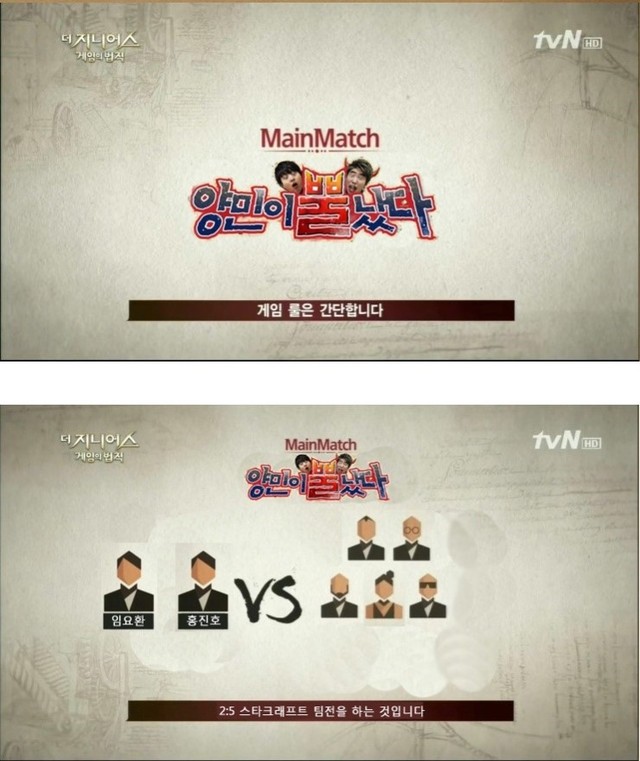 더 지니어스
게임의 법칙
tvN HD
MainMatch
양민이 뿔났다
게임 룰은 간단합니다
더 지니어스
게임의 법칙
tvN HD
MainMatch
양민이 뿔났다
VS
임요환
홍진호
2:5 스타크래프트 팀전을 하는 것입니다